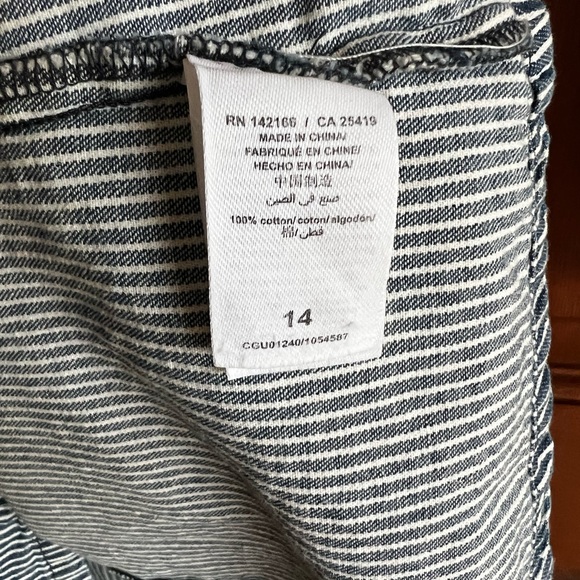 RN 142166 / CA 25419
MADE IN CHINA/
FABRIQUÉ EN CHINE/
HECHO EN CHINA/
中国制造
صنع في الصين
100% cotton/coton/algodon/
棉/قطن
14
CGU01240/1054587